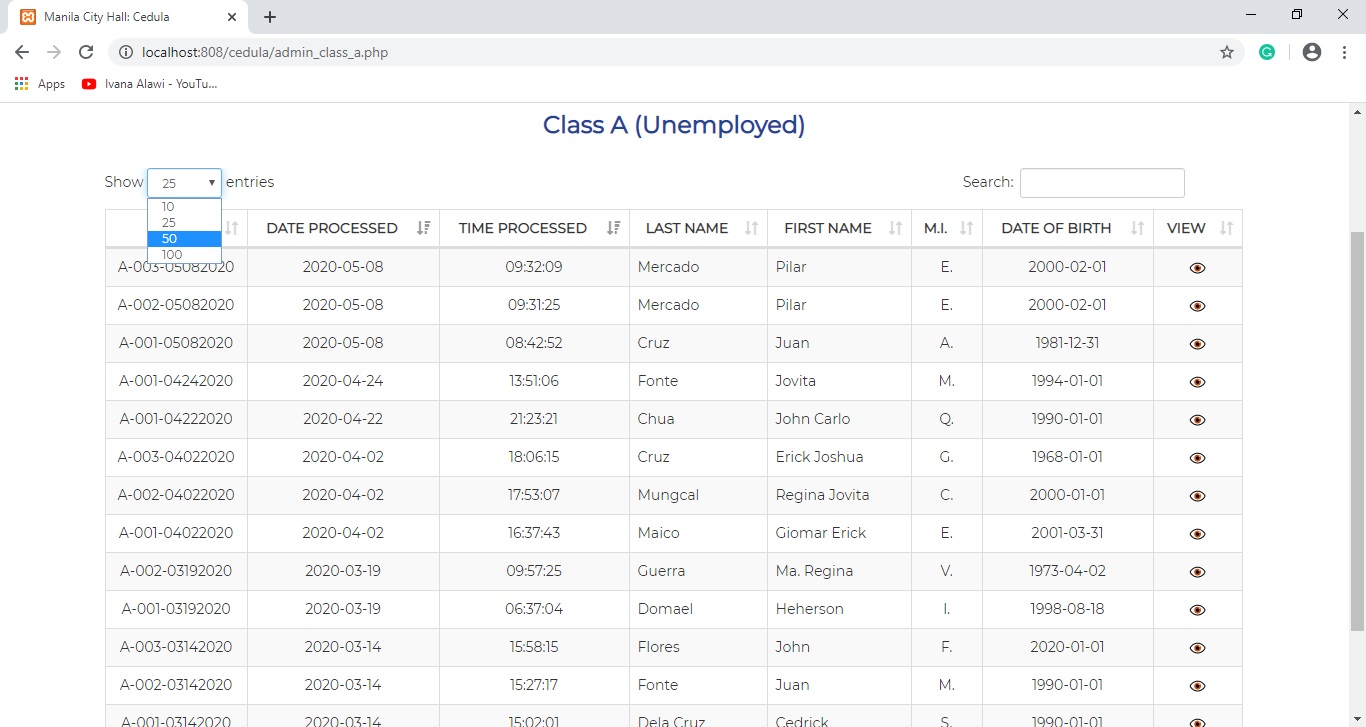 Manila City Hall: Cedula
localhost:808/cedula/admin_class_a.php
Apps Ivana Alawi - YouTu...
Class A (Unemployed)
Show 25 entries Search:
10
25
50
100
DATE PROCESSED TIME PROCESSED LAST NAME FIRST NAME M.I. DATE OF BIRTH VIEW
A-003-05082020 2020-05-08 09:32:09 Mercado Pilar E. 2000-02-01
A-002-05082020 2020-05-08 09:31:25 Mercado Pilar E. 2000-02-01
A-001-05082020 2020-05-08 08:42:52 Cruz Juan A. 1981-12-31
A-001-04242020 2020-04-24 13:51:06 Fonte Jovita M. 1994-01-01
A-001-04222020 2020-04-22 21:23:21 Chua John Carlo Q. 1990-01-01
A-003-04022020 2020-04-02 18:06:15 Cruz Erick Joshua G. 1968-01-01
A-002-04022020 2020-04-02 17:53:07 Mungcal Regina Jovita C. 2000-01-01
A-001-04022020 2020-04-02 16:37:43 Maico Giomar Erick E. 2001-03-31
A-002-03192020 2020-03-19 09:57:25 Guerra Ma. Regina V. 1973-04-02
A-001-03192020 2020-03-19 06:37:04 Domael Heherson I. 1998-08-18
A-003-03142020 2020-03-14 15:58:15 Flores John F. 2020-01-01
A-002-03142020 2020-03-14 15:27:17 Fonte Juan M. 1990-01-01
A-001-03142020 2020-03-14 15:02:01 Dela Cruz Cedrick S. 1990-01-01